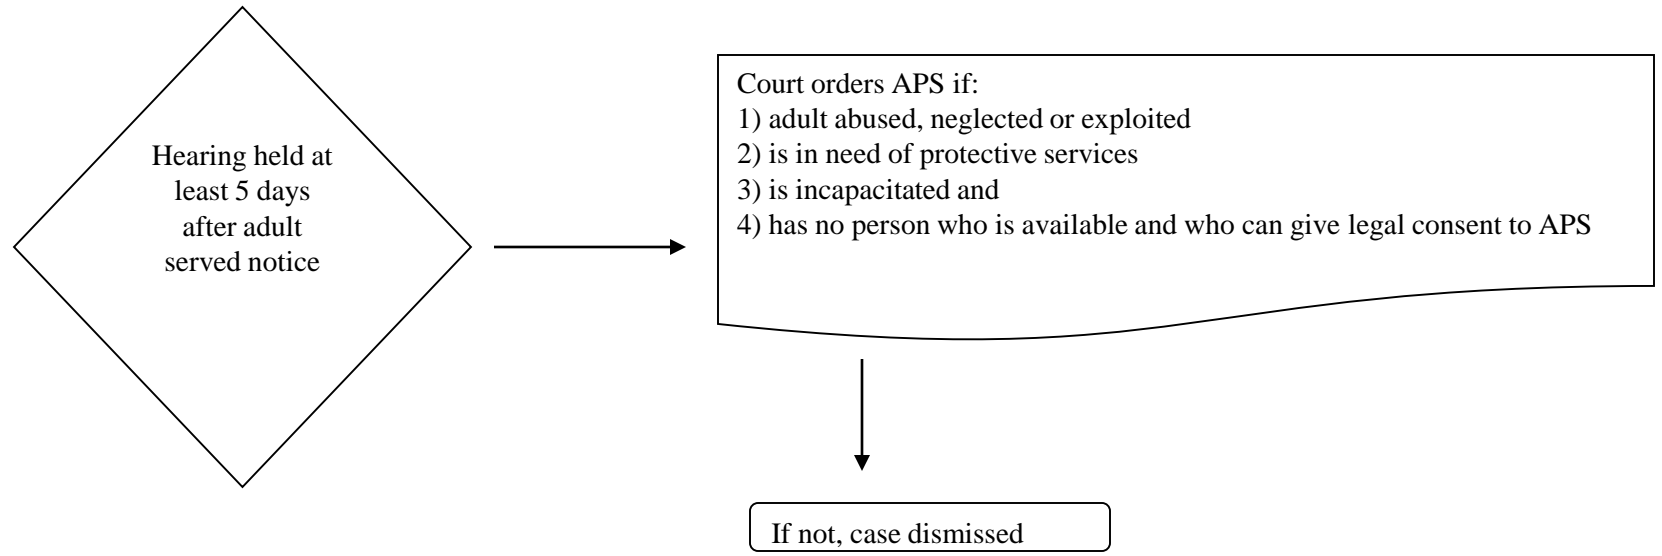 Hearing held at
least 5 days
after adult
served notice
Court orders APS if:
1) adult abused, neglected or exploited
2) is in need of protective services
3) is incapacitated and
4) has no person who is available and who can give legal consent to APS
If not, case dismissed